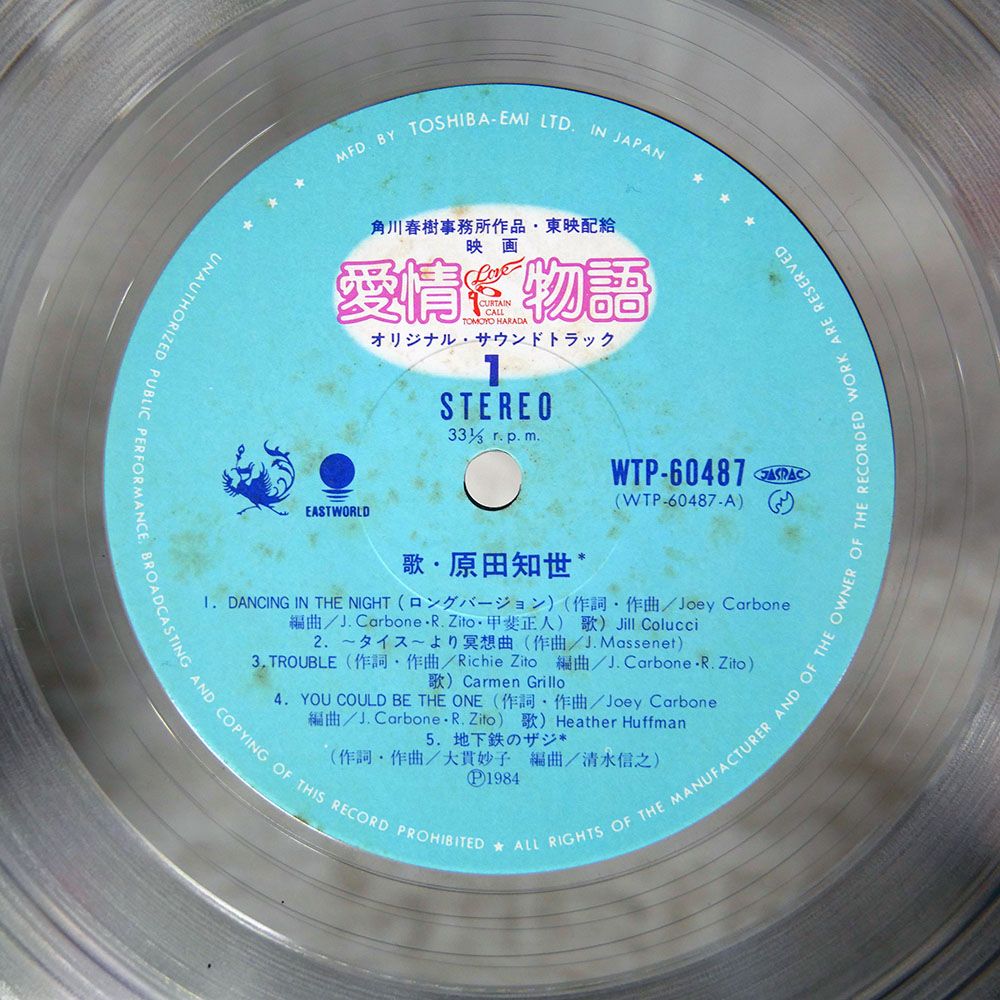 MFD. BY TOSHIBA-EMI LTD. IN JAPAN
角川春樹事務所作品・東映配給
映画
愛情物語
Love
CURTAIN
CALL
TOMOYO HARADA
オリジナル・サウンドトラック
1
STEREO
33⅓ r.p.m.
EASTWORLD
WTP-60487
JASRAC
(WTP-60487-A)
歌・原田知世*
1. DANCING IN THE NIGHT (ロングバージョン) (作詞・作曲/Joey Carbone
編曲/J. Carbone・R. Zito・甲斐正人) 歌) Jill Colucci
2. ～タイス～より冥想曲 (作曲/J. Massenet)
3. TROUBLE (作詞・作曲/Richie Zito 編曲/J. Carbone・R. Zito)
歌) Carmen Grillo
4. YOU COULD BE THE ONE (作詞・作曲/Joey Carbone
編曲/J. Carbone・R. Zito) 歌) Heather Huffman
5. 地下鉄のザジ*
(作詞・作曲/大貫妙子 編曲/清水信之)
Ⓟ1984
UNAUTHORIZED PUBLIC PERFORMANCE, BROADCASTING AND COPYING OF THIS RECORD PROHIBITED ★ ALL RIGHTS OF THE MANUFACTURER AND OF THE OWNER OF THE RECORDED WORK ARE RESERVED